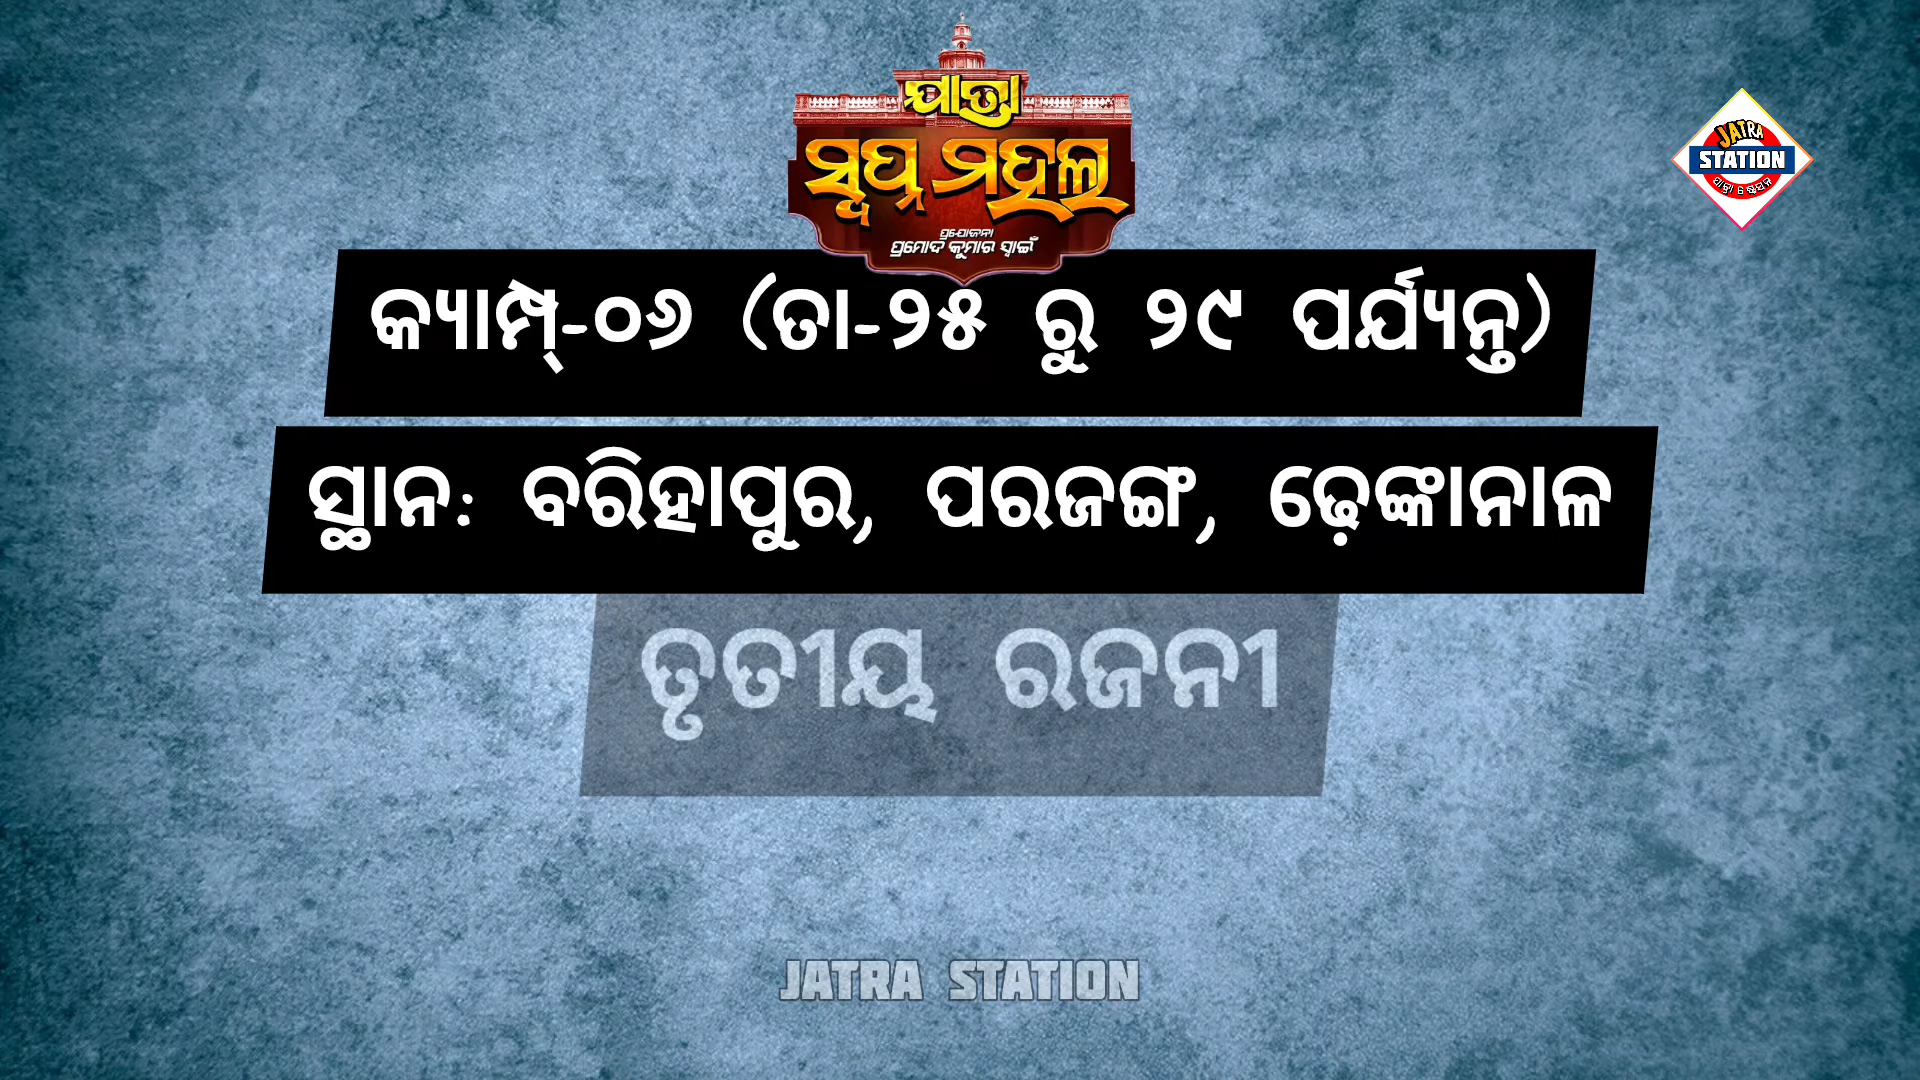 ଯାତ୍ରା
ସ୍ୱପ୍ନ ମହଲ
ପ୍ରଯୋଜନା
ପ୍ରମୋଦ କୁମାର ସ୍ୱାଇଁ
JATRA
STATION
କ୍ୟାମ୍ପ୍-୦୬ (ତା-୨୫ ରୁ ୨୯ ପର୍ଯ୍ୟନ୍ତ)
ସ୍ଥାନ: ବରିହାପୁର, ପରଜଙ୍ଗ, ଢ଼େଙ୍କାନାଳ
ତୃତୀୟ ରଜନୀ
JATRA STATION